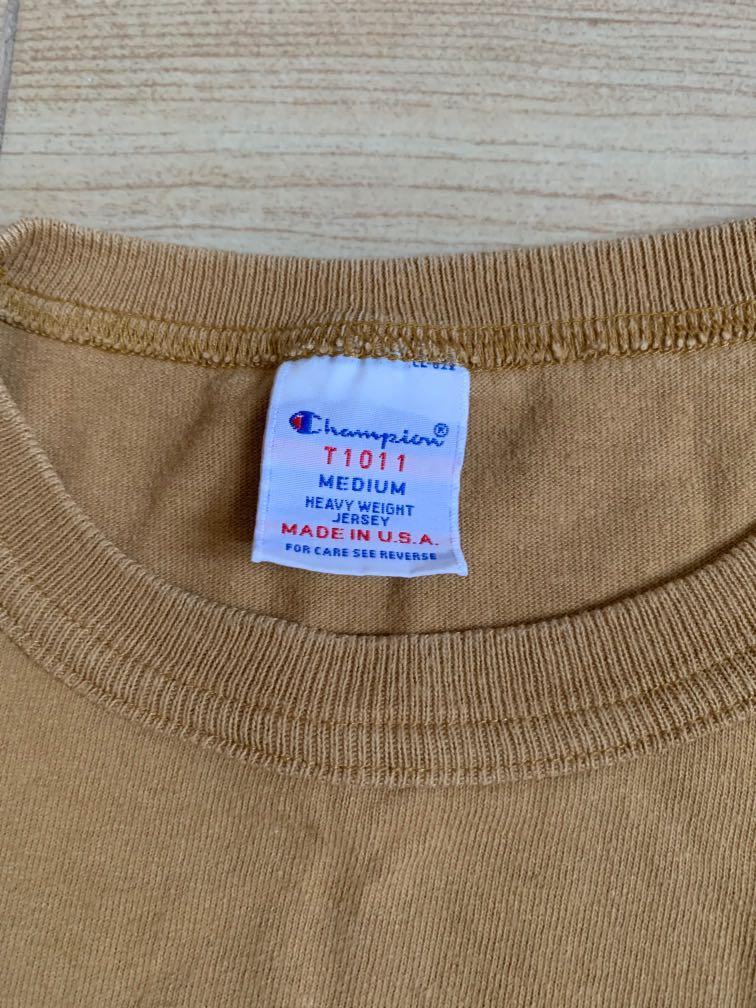 Champion®
T1011
MEDIUM
HEAVY WEIGHT
JERSEY
MADE IN U.S.A.
FOR CARE SEE REVERSE